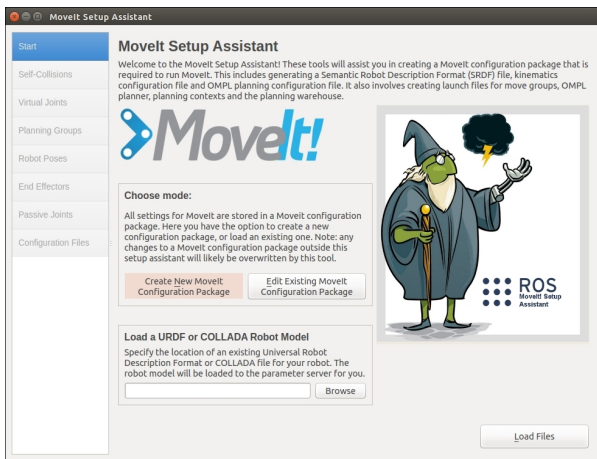 MoveIt Setup Assistant
Start
Self-Collisions
Virtual Joints
Planning Groups
Robot Poses
End Effectors
Passive Joints
Configuration Files
MoveIt Setup Assistant
Welcome to the MoveIt Setup Assistant! These tools will assist you in creating a MoveIt configuration package that is
required to run MoveIt. This includes generating a Semantic Robot Description Format (SRDF) file, kinematics
configuration file and OMPL planning configuration file. It also involves creating launch files for move groups, OMPL
planner, planning contexts and the planning warehouse.
MoveIt!
Choose mode:
All settings for MoveIt are stored in a MoveIt configuration
package. Here you have the option to create a new
configuration package, or load an existing one. Note: any
changes to a MoveIt configuration package outside this
setup assistant will likely be overwritten by this tool.
Create New MoveIt
Configuration Package
Edit Existing MoveIt
Configuration Package
ROS
MoveIt! Setup
Assistant
Load a URDF or COLLADA Robot Model
Specify the location of an existing Universal Robot
Description Format or COLLADA file for your robot. The
robot model will be loaded to the parameter server for you.
Browse
Load Files